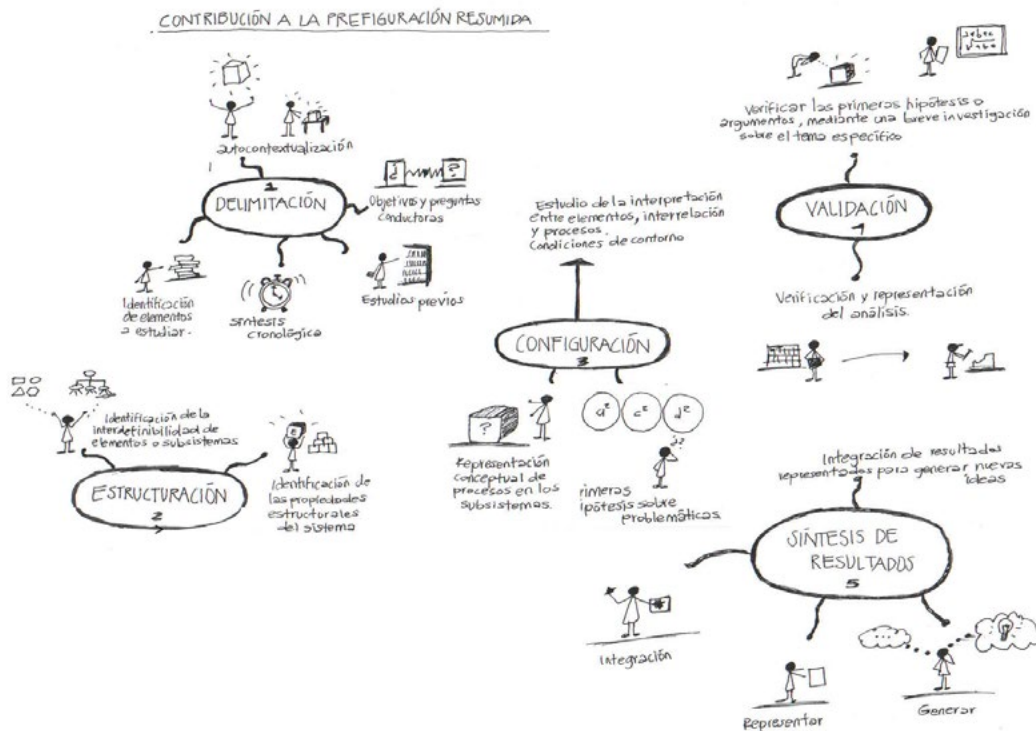 CONTRIBUCIÓN A LA PREFIGURACIÓN RESUMIDA
autocontextualización
1
DELIMITACIÓN
¿ ?
Objetivos y preguntas
conductoras
Identificación
de elementos
a estudiar.
síntesis
cronológica
Estudios previos
Identificación de la
interdefinibilidad de
elementos o subsistemas
ESTRUCTURACIÓN
2
Identificación de
las propiedades
estructurales
del sistema
Estudio de la interpretación
entre elementos, interrelación
y procesos.
Condiciones de contorno
CONFIGURACIÓN
3
?
Representación
conceptual de
procesos en los
subsistemas.
a² c² d²
rimeras
ipótesis sobre
problemáticas.
Verificar las primeras hipótesis o
argumentos, mediante una breve investigación
sobre el tema específico
VALIDACIÓN
Verificación y representación
del análisis.
Integración de resultados
representados para generar nuevas
ideas
SÍNTESIS DE
RESULTADOS
5
Integración
Representar
Generar